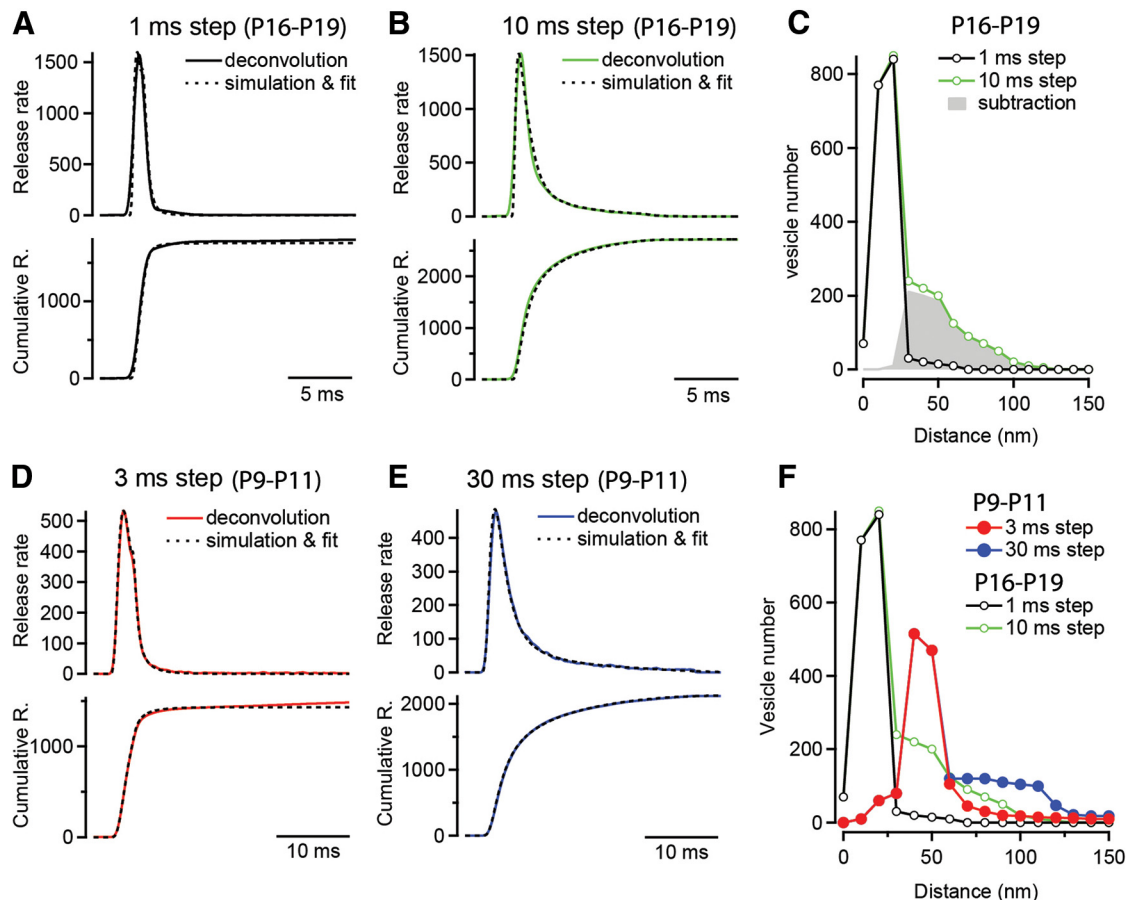 A
1 ms step (P16-P19)
deconvolution
simulation & fit
Release rate
1500
1000
500
0
Cumulative R.
1000
0
5 ms
B
10 ms step (P16-P19)
deconvolution
simulation & fit
Release rate
1500
1000
500
0
Cumulative R.
2000
1000
0
5 ms
C
P16-P19
1 ms step
10 ms step
subtraction
vesicle number
800
600
400
200
0
0 50 100 150
Distance (nm)
D
3 ms step (P9-P11)
deconvolution
simulation & fit
Release rate
500
400
300
200
100
0
Cumulative R.
1000
0
10 ms
E
30 ms step (P9-P11)
deconvolution
simulation & fit
Release rate
400
300
200
100
0
Cumulative R.
2000
1000
0
10 ms
F
P9-P11
3 ms step
30 ms step
P16-P19
1 ms step
10 ms step
Vesicle number
800
600
400
200
0
0 50 100 150
Distance (nm)